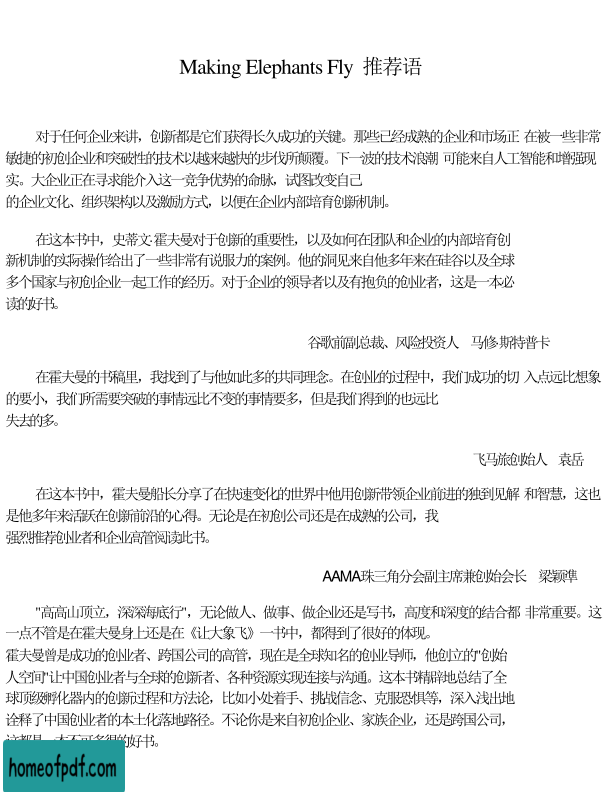 Making Elephants Fly 推荐语
对于任何企业来讲，创新都是它们获得长久成功的关键。那些已经成熟的企业和市场正 在被一些非常
敏捷的初创企业和突破性的技术以越来越快的步伐所颠覆。下一波的技术浪潮 可能来自人工智能和增强现
实。大企业正在寻求能介入这一竞争优势的命脉，试图改变自己
的企业文化、组织架构以及激励方式，以便在企业内部培育创新机制。
在这本书中，史蒂文·霍夫曼对于创新的重要性，以及如何在团队和企业的内部培育创
新机制的实际操作给出了一些非常有说服力的案例。他的洞见来自他多年来在硅谷以及全球
多个国家与初创企业一起工作的经历。对于企业的领导者以及有抱负的创业者，这是一本必
读的好书。
谷歌前副总裁、风险投资人 马修·斯特普卡
在霍夫曼的书稿里，我找到了与他如此多的共同理念。在创业的过程中，我们成功的切 入点远比想象
的要小，我们所需要突破的事情远比不变的事情要多，但是我们得到的也远比
失去的多。
飞马旅创始人 袁岳
在这本书中，霍夫曼船长分享了在快速变化的世界中他用创新带领企业前进的独到见解 和智慧，这也
是他多年来活跃在创新前沿的心得。无论是在初创公司还是在成熟的公司，我
强烈推荐创业者和企业高管阅读此书。
AAMA珠三角分会副主席兼创始会长 梁颖隼
"高高山顶立，深深海底行"，无论做人、做事、做企业还是写书，高度和深度的结合都 非常重要。这
一点不管是在霍夫曼身上还是在《让大象飞》一书中，都得到了很好的体现。
霍夫曼曾是成功的创业者、跨国公司的高管，现在是全球知名的创业导师，他创立的"创始
人空间"让中国创业者与全球的创新者、各种资源实现连接与沟通。这本书精辟地总结了全
球顶级孵化器内的创新过程和方法论，比如小处着手、挑战信念、克服恐惧等，深入浅出地
诠释了中国创业者的本土化落地路径。不论你是来自初创企业、家族企业，还是跨国公司，
这都是一本不可多得的好书。
homeofpdf.com